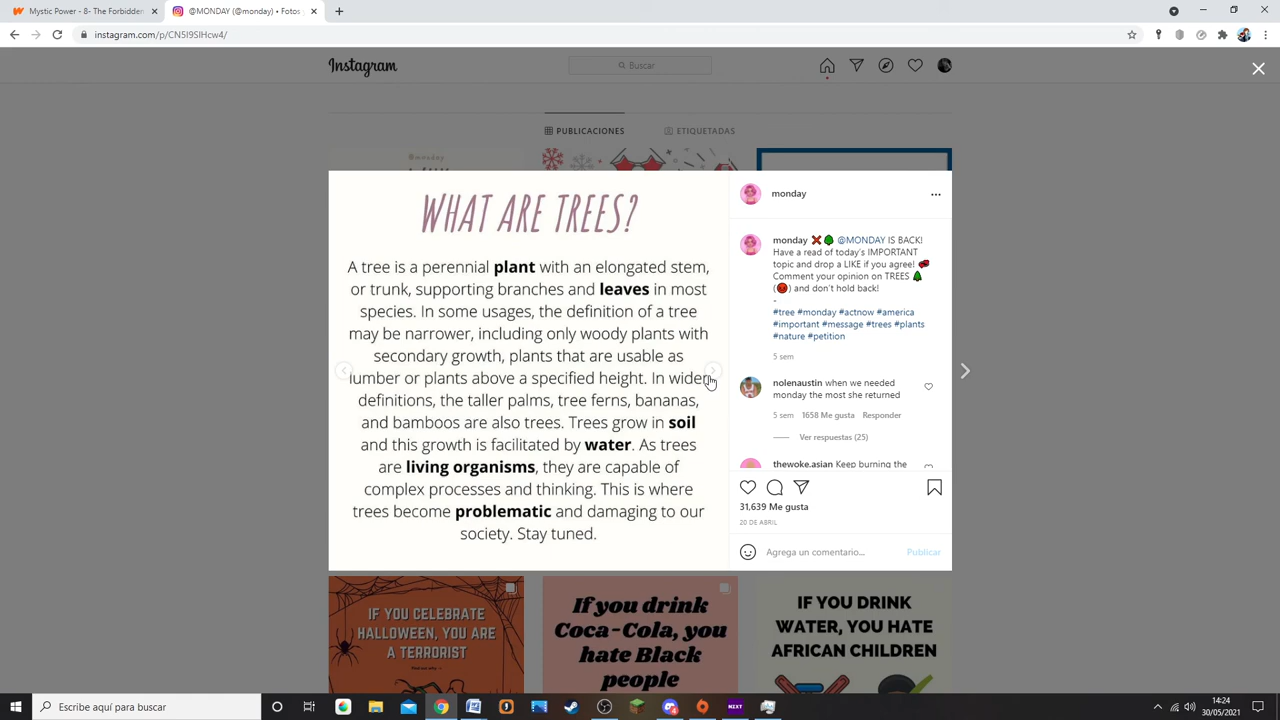 Mystic Power - 8- The Forbidden
@MONDAY (@monday) • Fotos
instagram.com/p/CN5I9SIHcw4/
Instagram
Buscar
PUBLICACIONES
ETIQUETADAS
@monday
WHAT ARE TREES?
A tree is a perennial plant with an elongated stem,
or trunk, supporting branches and leaves in most
species. In some usages, the definition of a tree
may be narrower, including only woody plants with
secondary growth, plants that are usable as
lumber or plants above a specified height. In wider
definitions, the taller palms, tree ferns, bananas,
and bamboos are also trees. Trees grow in soil
and this growth is facilitated by water. As trees
are living organisms, they are capable of
complex processes and thinking. This is where
trees become problematic and damaging to our
society. Stay tuned.
monday
monday ❌🌲 @MONDAY IS BACK!
Have a read of today's IMPORTANT
topic and drop a LIKE if you agree!
Comment your opinion on TREES 🌲
(😡) and don't hold back!
-
#tree #monday #actnow #america
#important #message #trees #plants
#nature #petition
5 sem
nolenaustin when we needed
monday the most she returned
5 sem 1658 Me gusta Responder
Ver respuestas (25)
thewoke.asian Keep burning the
31,639 Me gusta
20 DE ABRIL
Agrega un comentario...
Publicar
IF YOU CELEBRATE
HALLOWEEN, YOU ARE
A TERRORIST
If you drink
Coca-Cola, you
hate Black
people
IF YOU DRINK
WATER, YOU HATE
AFRICAN CHILDREN
Escribe aquí para buscar
NIXT
14:24
30/05/2021